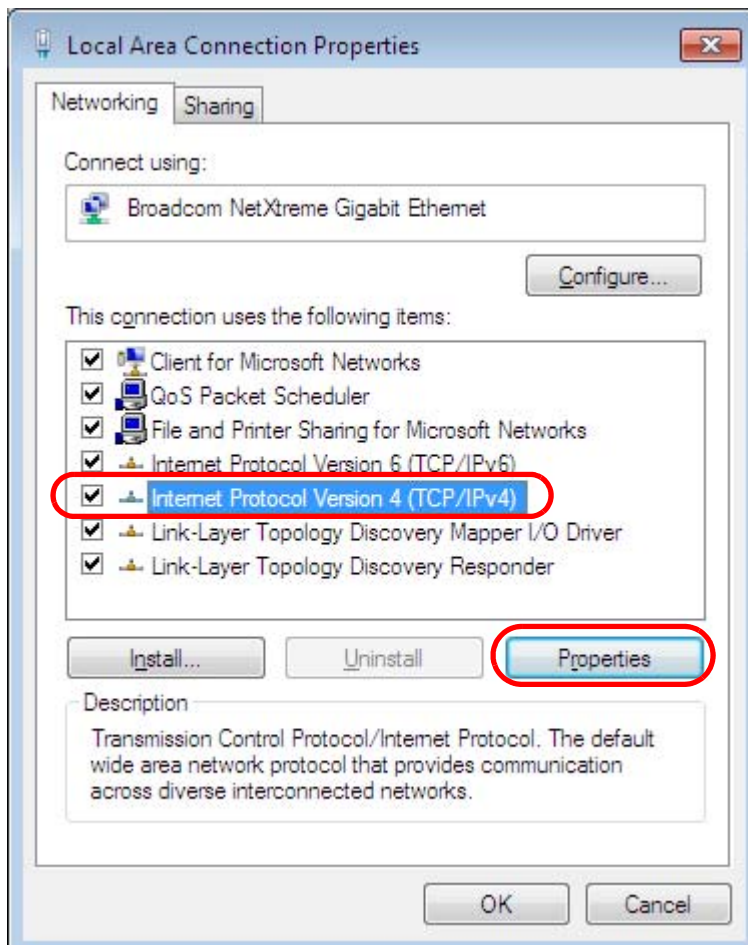 Local Area Connection Properties
Networking
Sharing
Connect using:
Broadcom NetXtreme Gigabit Ethernet
Configure...
This connection uses the following items:
Client for Microsoft Networks
QoS Packet Scheduler
File and Printer Sharing for Microsoft Networks
Internet Protocol Version 6 (TCP/IPv6)
Internet Protocol Version 4 (TCP/IPv4)
Link-Layer Topology Discovery Mapper I/O Driver
Link-Layer Topology Discovery Responder
Install...
Uninstall
Properties
Description
Transmission Control Protocol/Internet Protocol. The default
wide area network protocol that provides communication
across diverse interconnected networks.
OK
Cancel